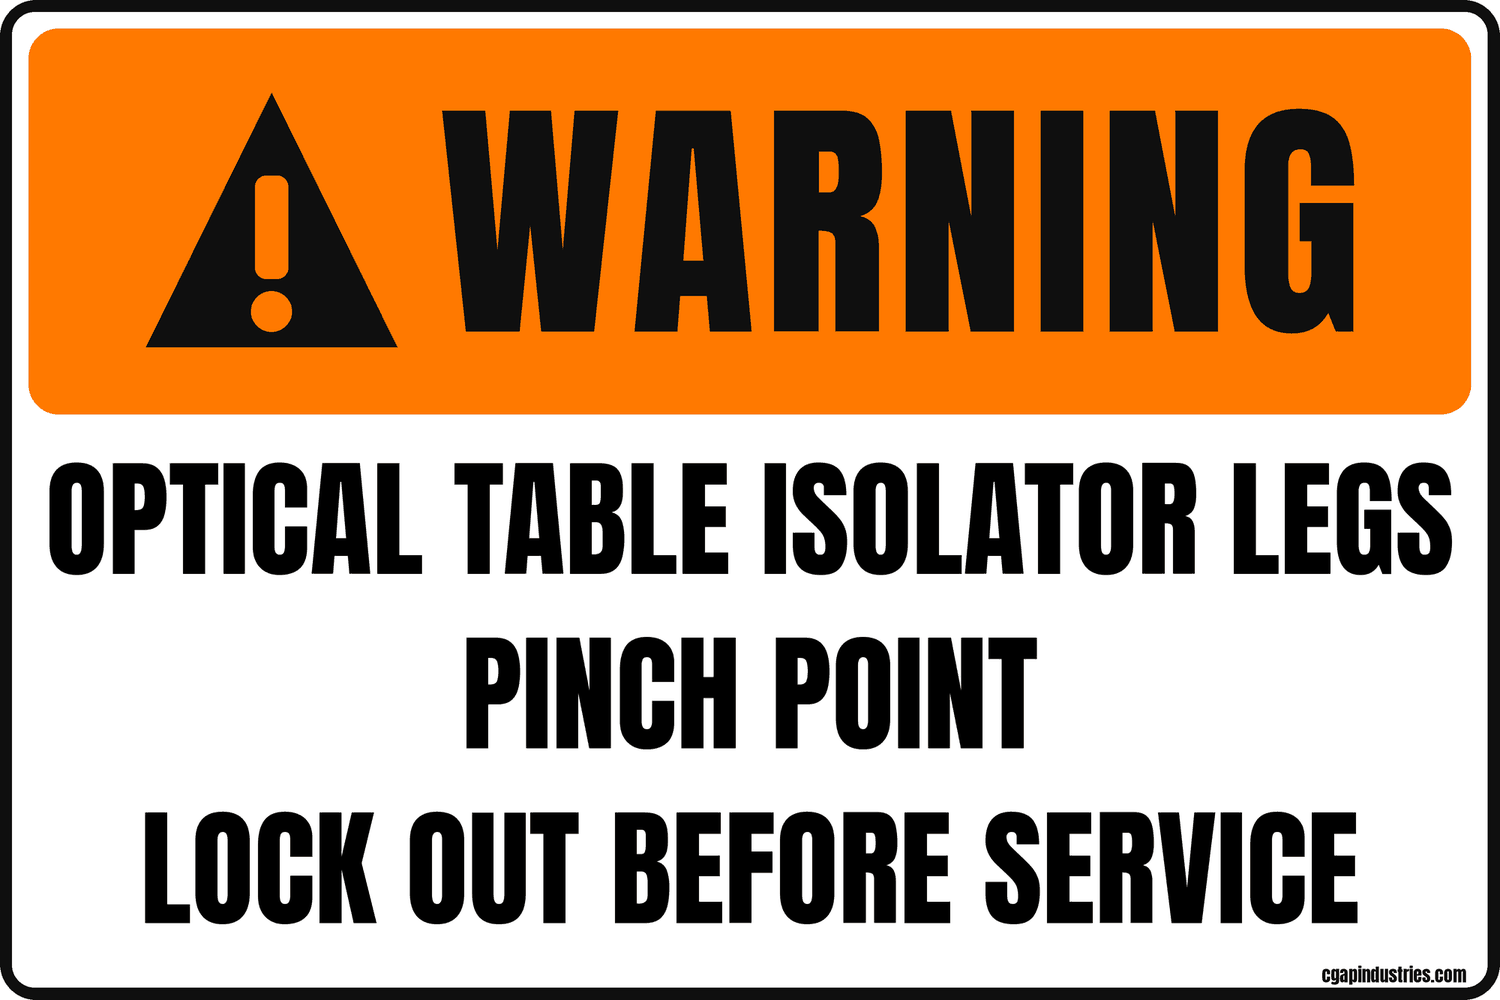 WARNING
OPTICAL TABLE ISOLATOR LEGS
PINCH POINT
LOCK OUT BEFORE SERVICE
cgapindustries.com